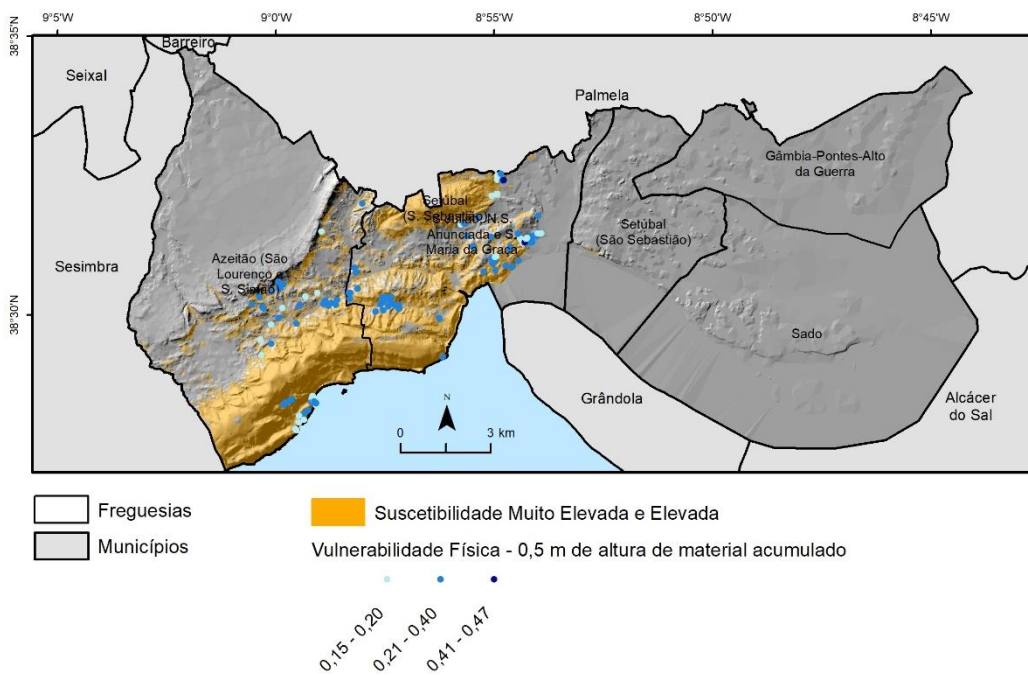 9°5'W 9°0'W 8°55'W 8°50'W 8°45'W
38°35'N
Barreiro
Seixal
Palmela
Gâmbia-Pontes-Alto
da Guerra
Setúbal
(S. Sebastião)
S. Julião, N.S.
Anunciada e S.
Maria da Graça
Setúbal
(São Sebastião)
Azeitão (São
Lourenço e
S. Simão)
Sesimbra
38°30'N
Sado
Grândola
Alcácer
do Sal
N
0 3 km
Freguesias
Municípios
Suscetibilidade Muito Elevada e Elevada
Vulnerabilidade Física - 0,5 m de altura de material acumulado
0,15 - 0,20
0,21 - 0,40
0,41 - 0,47